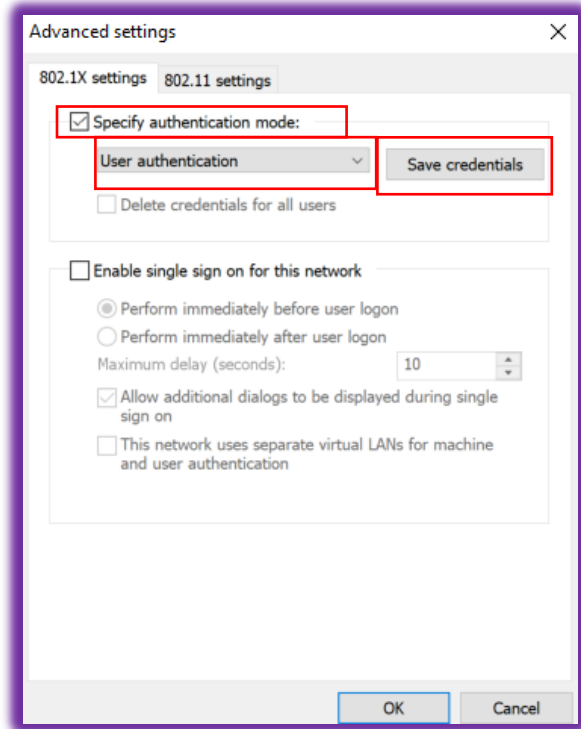 Advanced settings
802.1X settings 802.11 settings
Specify authentication mode:
User authentication Save credentials
Delete credentials for all users
Enable single sign on for this network
Perform immediately before user logon
Perform immediately after user logon
Maximum delay (seconds): 10
Allow additional dialogs to be displayed during single
sign on
This network uses separate virtual LANs for machine
and user authentication
OK Cancel